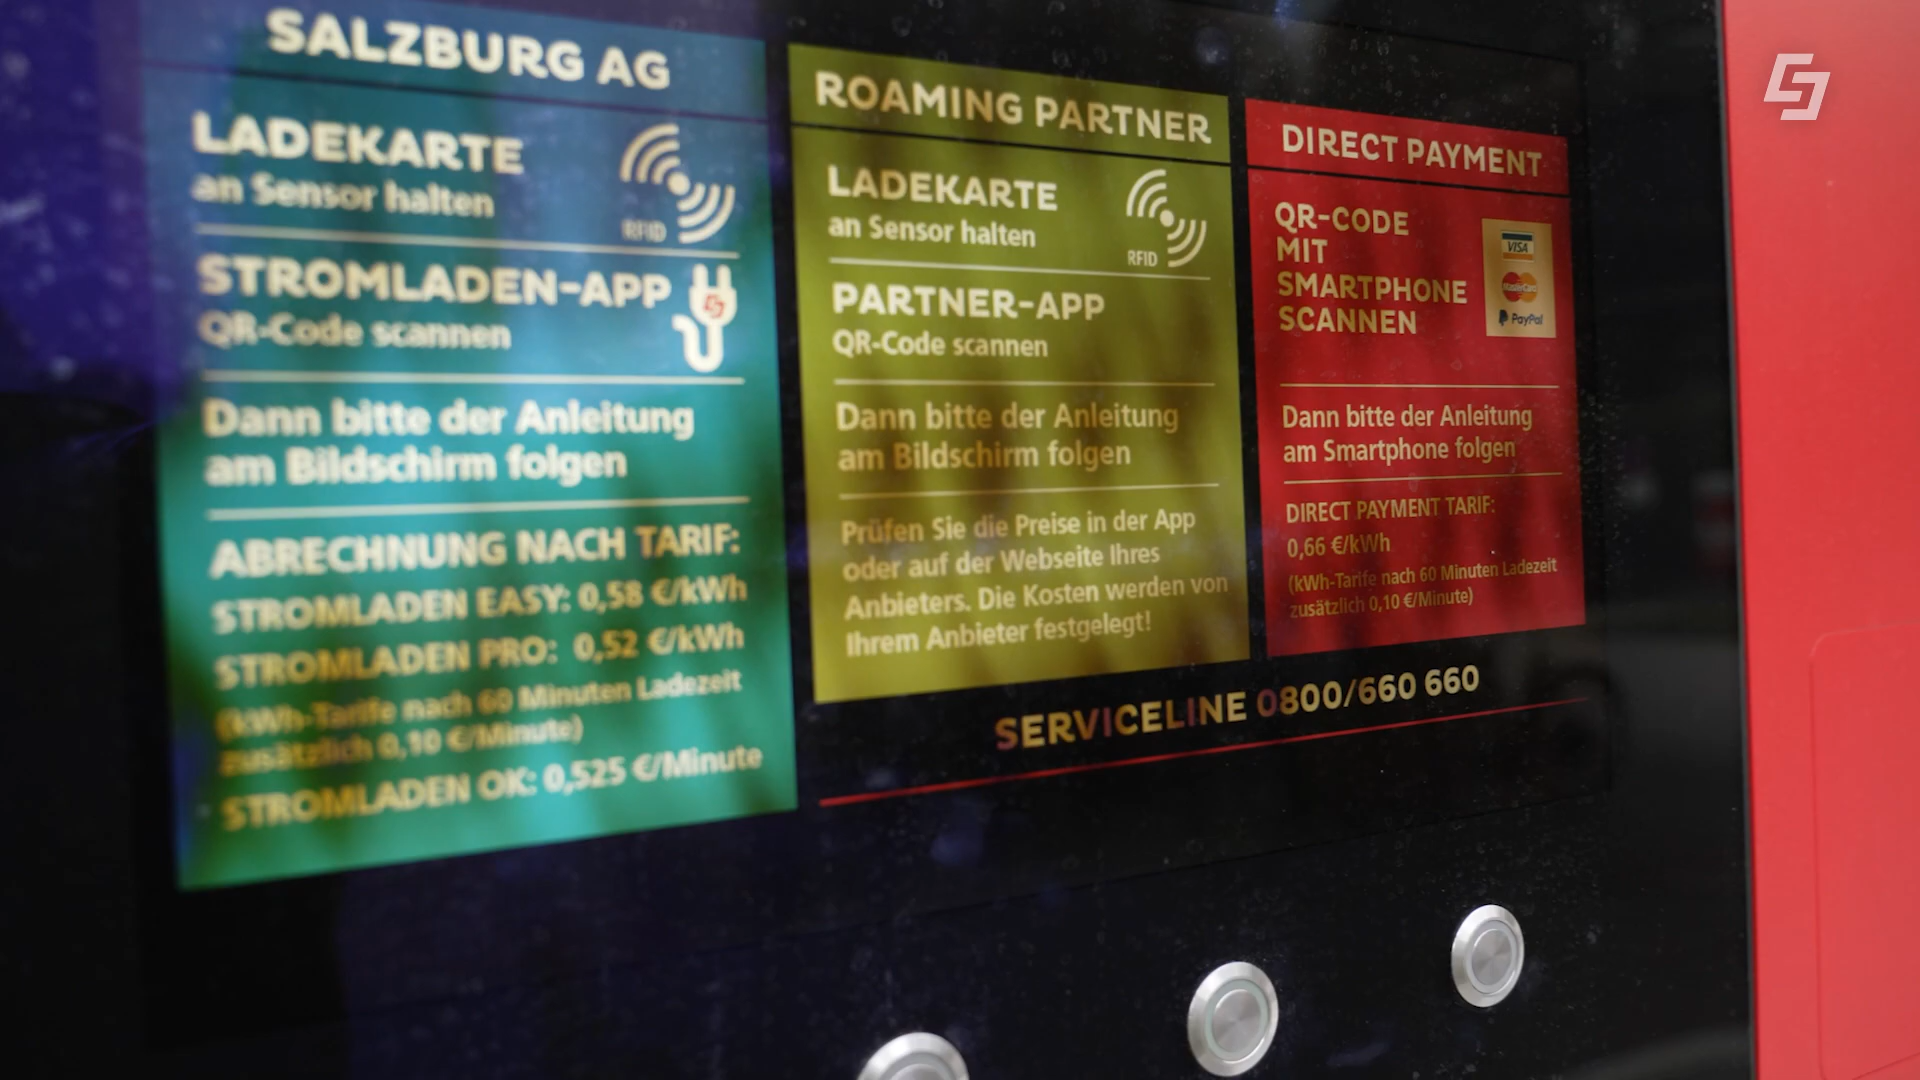 SALZBURG AG
LADEKARTE
an Sensor halten
RFID
STROMLADEN-APP
QR-Code scannen
Dann bitte der Anleitung
am Bildschirm folgen
ABRECHNUNG NACH TARIF:
STROMLADEN EASY: 0,58 €/kWh
STROMLADEN PRO: 0,52 €/kWh
(kWh-Tarife nach 60 Minuten Ladezeit
zusätzlich 0,10 €/Minute)
STROMLADEN OK: 0,525 €/Minute
ROAMING PARTNER
LADEKARTE
an Sensor halten
RFID
PARTNER-APP
QR-Code scannen
Dann bitte der Anleitung
am Bildschirm folgen
Prüfen Sie die Preise in der App
oder auf der Webseite Ihres
Anbieters. Die Kosten werden von
Ihrem Anbieter festgelegt!
DIRECT PAYMENT
QR-CODE
MIT
SMARTPHONE
SCANNEN
VISA
MasterCard
PayPal
Dann bitte der Anleitung
am Smartphone folgen
DIRECT PAYMENT TARIF:
0,66 €/kWh
(kWh-Tarife nach 60 Minuten Ladezeit
zusätzlich 0,10 €/Minute)
SERVICELINE 0800/660 660